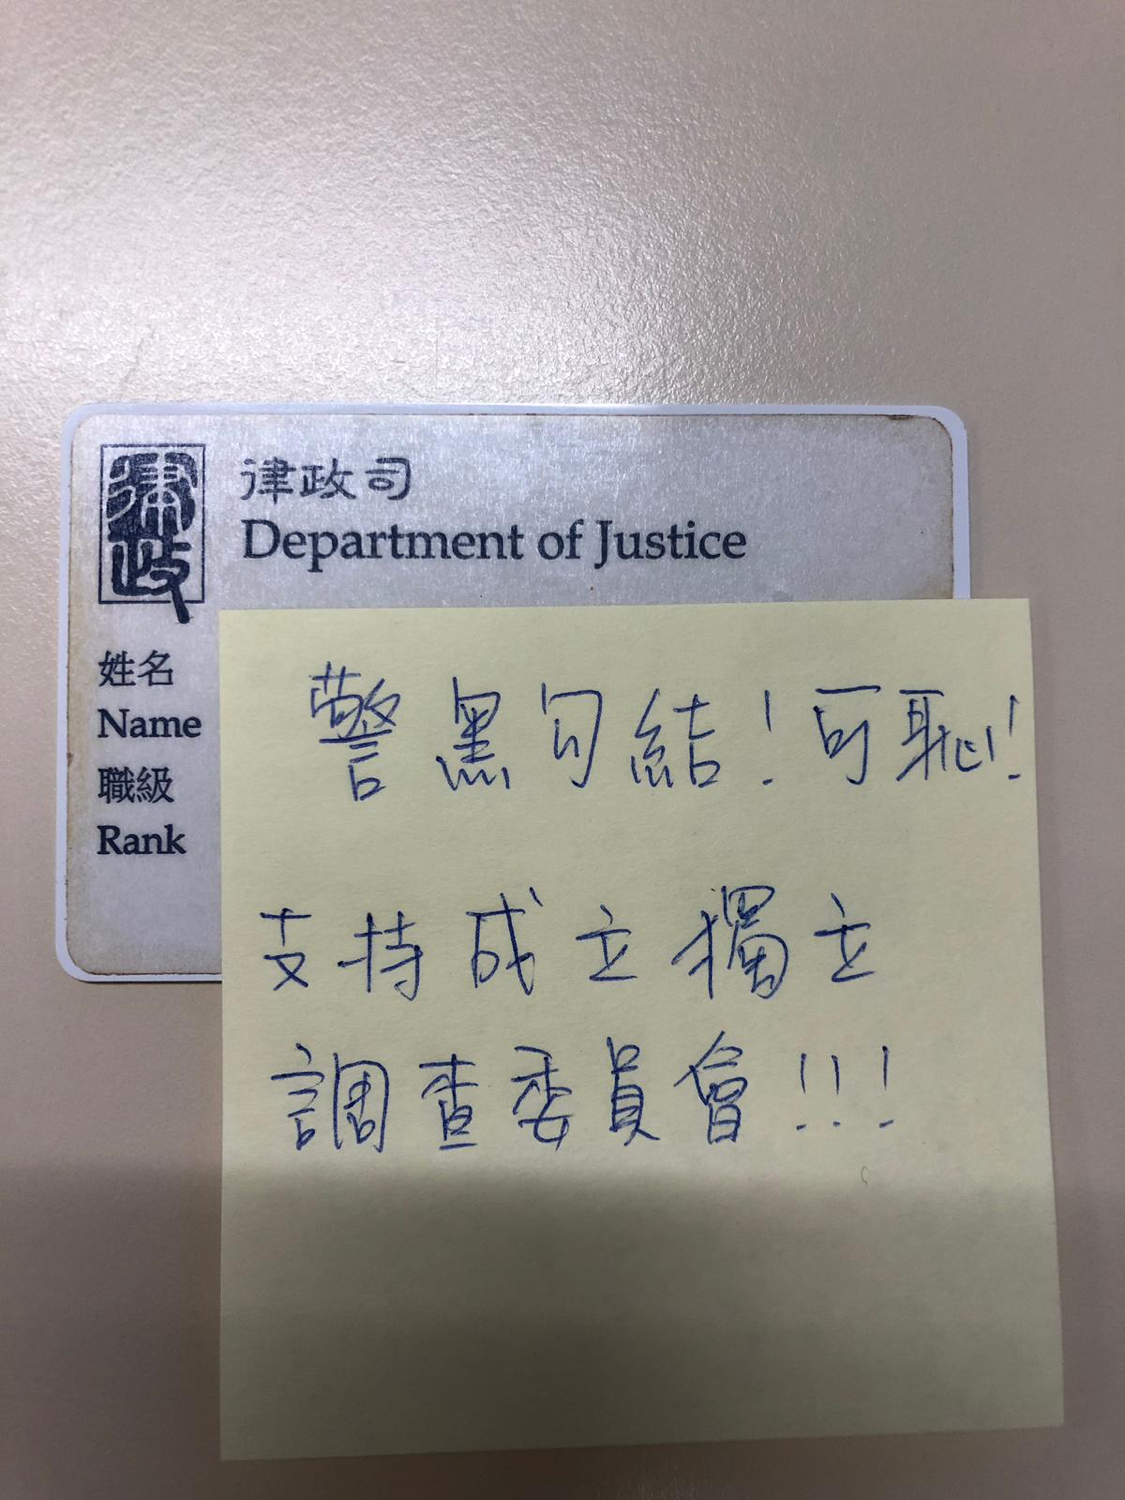 律政
律政司
Department of Justice
姓名
Name
職級
Rank
警黑勾結！可恥！
支持成立獨立
調查委員會！！！